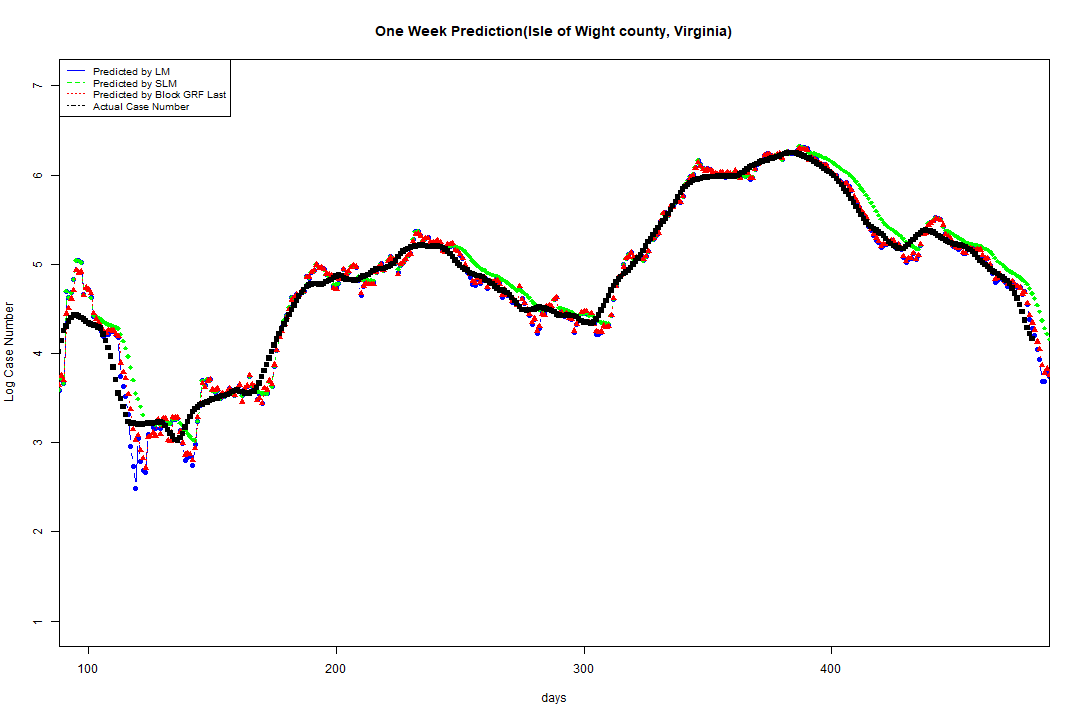 One Week Prediction(Isle of Wight county, Virginia)
Predicted by LM
Predicted by SLM
Predicted by Block GRF Last
Actual Case Number
7
6
5
4
3
2
1
Log Case Number
100 200 300 400
days